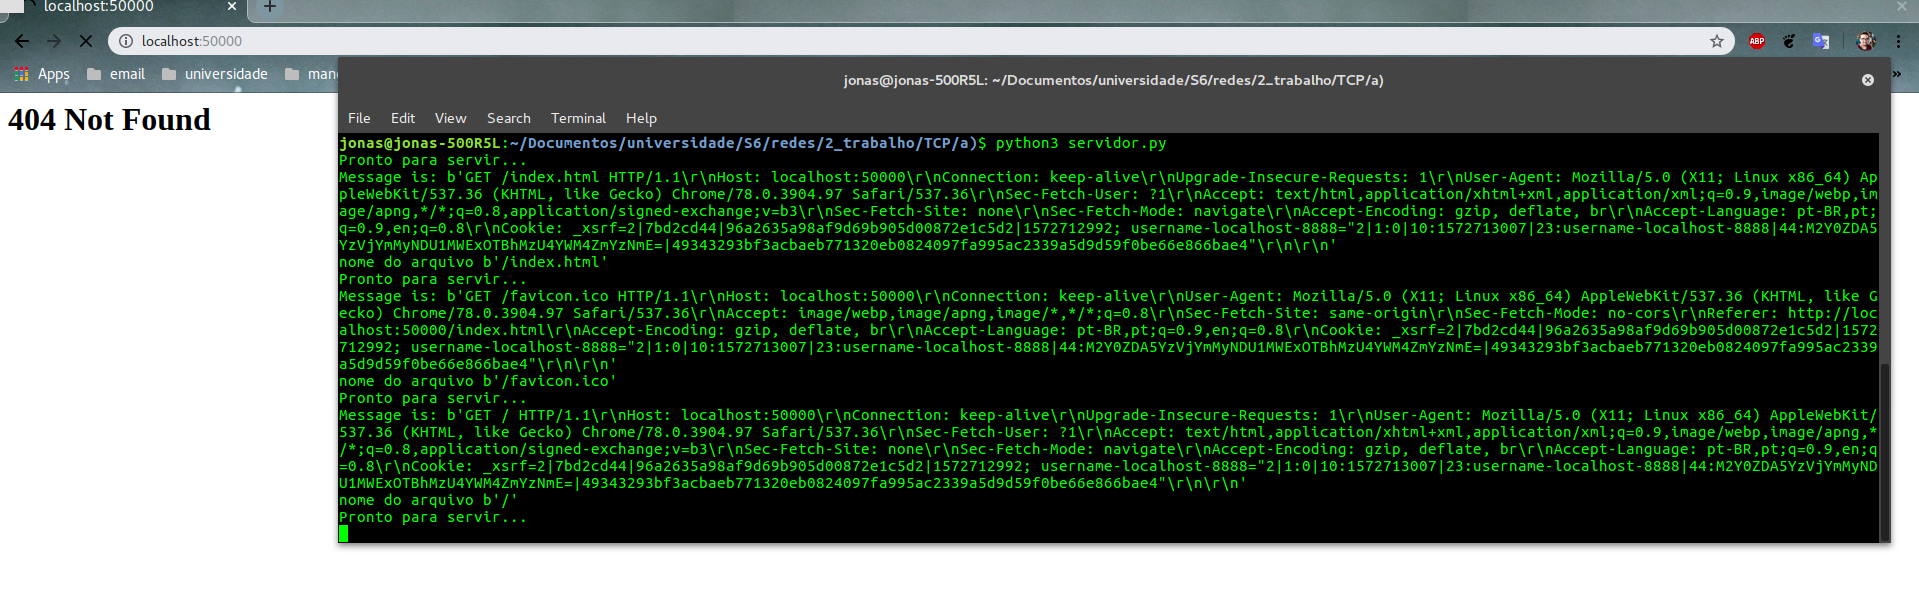 localhost:50000
localhost:50000
ABP
Apps email universidade
404 Not Found
jonas@jonas-500R5L: ~/Documentos/universidade/S6/redes/2_trabalho/TCP/a)
File Edit View Search Terminal Help
jonas@jonas-500R5L:~/Documentos/universidade/S6/redes/2_trabalho/TCP/a)$ python3 servidor.py
Pronto para servir...
Message is: b'GET /index.html HTTP/1.1\r\nHost: localhost:50000\r\nConnection: keep-alive\r\nUpgrade-Insecure-Requests: 1\r\nUser-Agent: Mozilla/5.0 (X11; Linux x86_64) Ap
pleWebKit/537.36 (KHTML, like Gecko) Chrome/78.0.3904.97 Safari/537.36\r\nSec-Fetch-User: ?1\r\nAccept: text/html,application/xhtml+xml,application/xml;q=0.9,image/webp,im
age/apng,*/*;q=0.8,application/signed-exchange;v=b3\r\nSec-Fetch-Site: none\r\nSec-Fetch-Mode: navigate\r\nAccept-Encoding: gzip, deflate, br\r\nAccept-Language: pt-BR,pt;
q=0.9,en;q=0.8\r\nCookie: _xsrf=2|7bd2cd44|96a2635a98af9d69b905d00872e1c5d2|1572712992; username-localhost-8888="2|1:0|10:1572713007|23:username-localhost-8888|44:M2Y0ZDA5
YzVjYmMyNDU1MWExOTBhMzU4YWM4ZmYzNmE=|49343293bf3acbaeb771320eb0824097fa995ac2339a5d9d59f0be66e866bae4"\r\n\r\n'
nome do arquivo b'/index.html'
Pronto para servir...
Message is: b'GET /favicon.ico HTTP/1.1\r\nHost: localhost:50000\r\nConnection: keep-alive\r\nUser-Agent: Mozilla/5.0 (X11; Linux x86_64) AppleWebKit/537.36 (KHTML, like G
ecko) Chrome/78.0.3904.97 Safari/537.36\r\nAccept: image/webp,image/apng,image/*,*/*;q=0.8\r\nSec-Fetch-Site: same-origin\r\nSec-Fetch-Mode: no-cors\r\nReferer: http://loc
alhost:50000/index.html\r\nAccept-Encoding: gzip, deflate, br\r\nAccept-Language: pt-BR,pt;q=0.9,en;q=0.8\r\nCookie: _xsrf=2|7bd2cd44|96a2635a98af9d69b905d00872e1c5d2|1572
712992; username-localhost-8888="2|1:0|10:1572713007|23:username-localhost-8888|44:M2Y0ZDA5YzVjYmMyNDU1MWExOTBhMzU4YWM4ZmYzNmE=|49343293bf3acbaeb771320eb0824097fa995ac2339
a5d9d59f0be66e866bae4"\r\n\r\n'
nome do arquivo b'/favicon.ico'
Pronto para servir...
Message is: b'GET / HTTP/1.1\r\nHost: localhost:50000\r\nConnection: keep-alive\r\nUpgrade-Insecure-Requests: 1\r\nUser-Agent: Mozilla/5.0 (X11; Linux x86_64) AppleWebKit/
537.36 (KHTML, like Gecko) Chrome/78.0.3904.97 Safari/537.36\r\nSec-Fetch-User: ?1\r\nAccept: text/html,application/xhtml+xml,application/xml;q=0.9,image/webp,image/apng,*
/*;q=0.8,application/signed-exchange;v=b3\r\nSec-Fetch-Site: none\r\nSec-Fetch-Mode: navigate\r\nAccept-Encoding: gzip, deflate, br\r\nAccept-Language: pt-BR,pt;q=0.9,en;q
=0.8\r\nCookie: _xsrf=2|7bd2cd44|96a2635a98af9d69b905d00872e1c5d2|1572712992; username-localhost-8888="2|1:0|10:1572713007|23:username-localhost-8888|44:M2Y0ZDA5YzVjYmMyND
U1MWExOTBhMzU4YWM4ZmYzNmE=|49343293bf3acbaeb771320eb0824097fa995ac2339a5d9d59f0be66e866bae4"\r\n\r\n'
nome do arquivo b'/'
Pronto para servir...